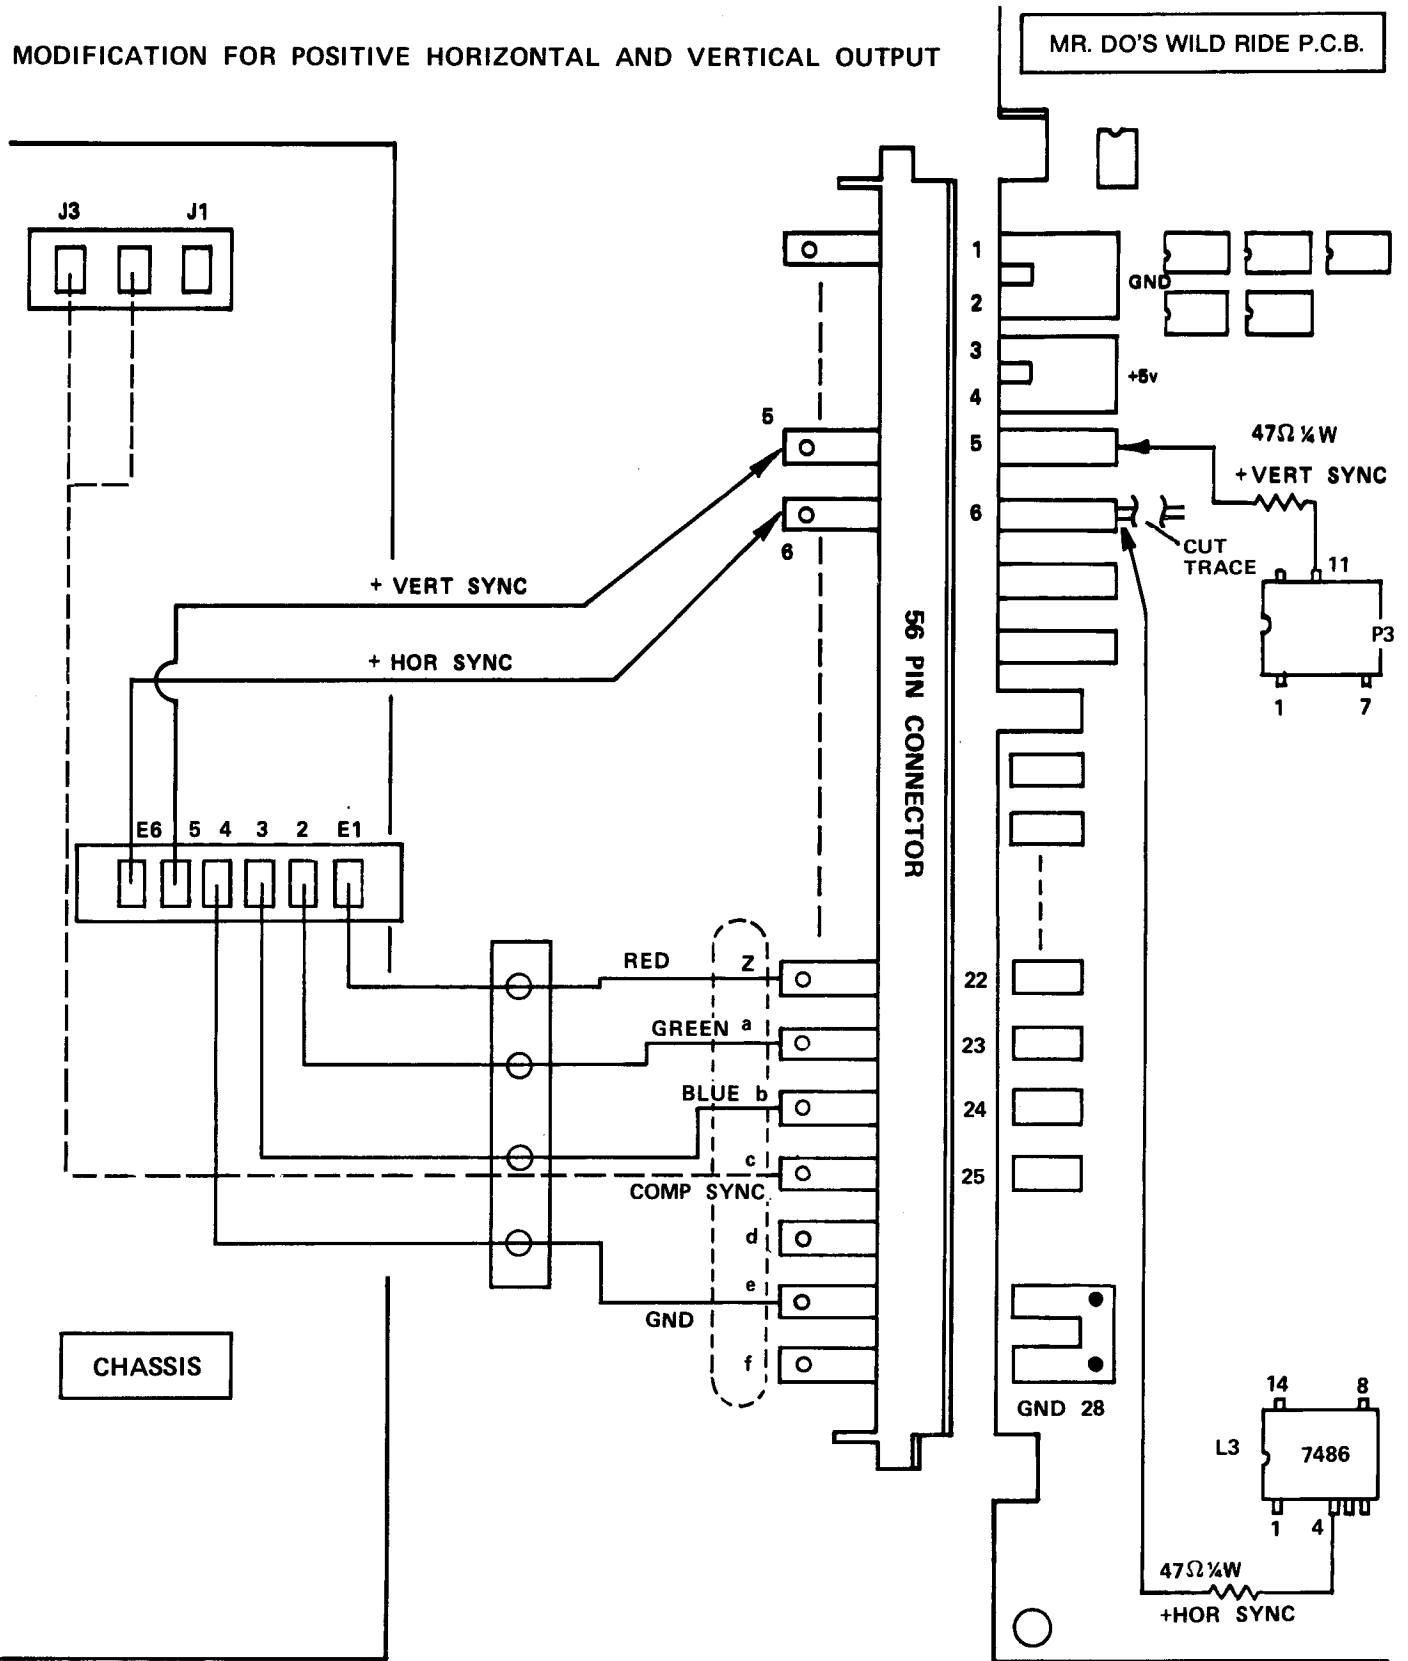 MODIFICATION FOR POSITIVE HORIZONTAL AND VERTICAL OUTPUT
MR. DO'S WILD RIDE P.C.B.
J3 J1
1
GND
2
3
+5v
4
5
5
47Ω ¼W
+VERT SYNC
6
6
CUT
TRACE
11
P3
1 7
+ VERT SYNC
+ HOR SYNC
56 PIN CONNECTOR
E6 5 4 3 2 E1
RED Z
22
GREEN a
23
BLUE b
24
c
COMP SYNC
25
d
e
GND
f
GND 28
CHASSIS
14 8
L3
7486
1 4
47Ω ¼W
+HOR SYNC